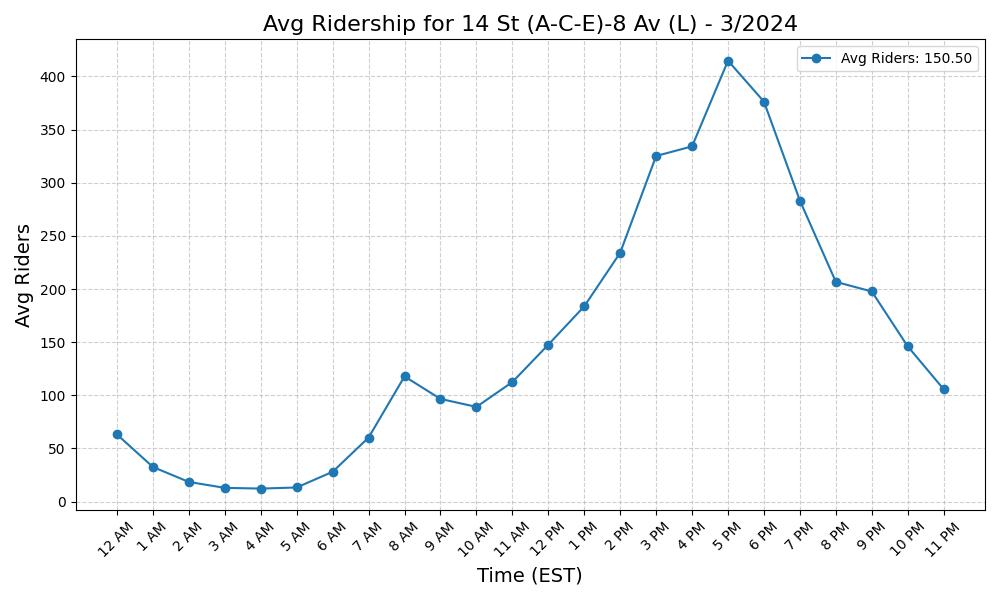 Avg Ridership for 14 St (A-C-E)-8 Av (L) - 3/2024
Avg Riders: 150.50
Avg Riders
400
350
300
250
200
150
100
50
0
12 AM
1 AM
2 AM
3 AM
4 AM
5 AM
6 AM
7 AM
8 AM
9 AM
10 AM
11 AM
12 PM
1 PM
2 PM
3 PM
4 PM
5 PM
6 PM
7 PM
8 PM
9 PM
10 PM
11 PM
Time (EST)